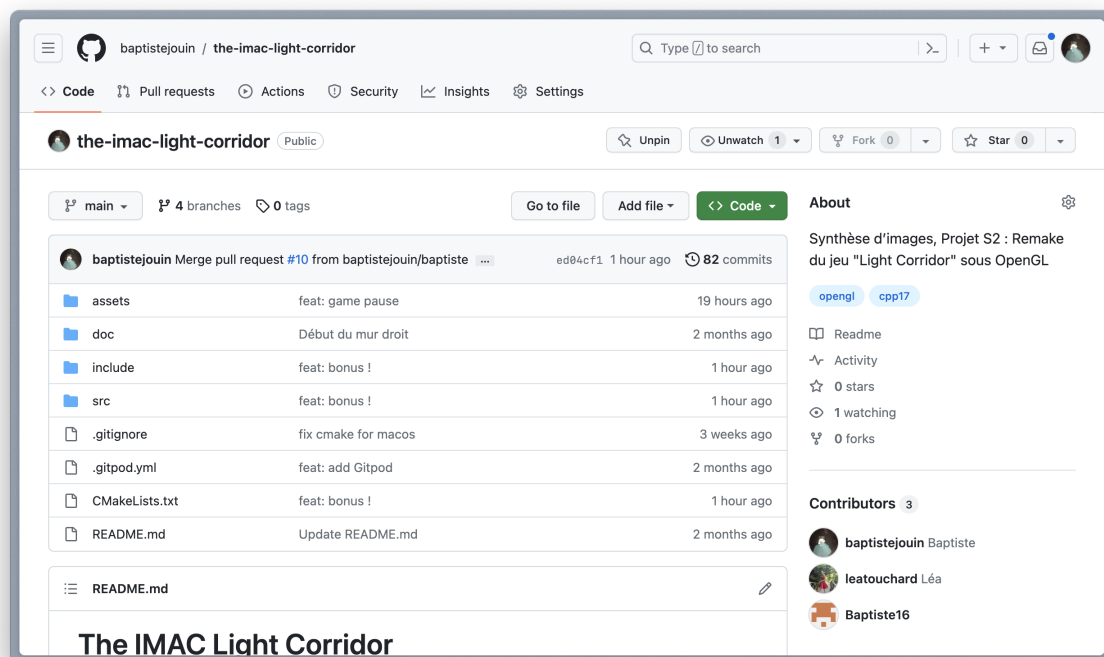 baptistejouin / the-imac-light-corridor
Type / to search
Code
Pull requests
Actions
Security
Insights
Settings
the-imac-light-corridor Public
Unpin
Unwatch 1
Fork 0
Star 0
main
4 branches
0 tags
Go to file
Add file
Code
baptistejouin Merge pull request #10 from baptistejouin/baptiste ... ed04cf1 1 hour ago 82 commits
assets feat: game pause 19 hours ago
doc Début du mur droit 2 months ago
include feat: bonus ! 1 hour ago
src feat: bonus ! 1 hour ago
.gitignore fix cmake for macos 3 weeks ago
.gitpod.yml feat: add Gitpod 2 months ago
CMakeLists.txt feat: bonus ! 1 hour ago
README.md Update README.md 2 months ago
README.md
The IMAC Light Corridor
About
Synthèse d'images, Projet S2 : Remake
du jeu "Light Corridor" sous OpenGL
opengl cpp17
Readme
Activity
0 stars
1 watching
0 forks
Contributors 3
baptistejouin Baptiste
leatouchard Léa
Baptiste16